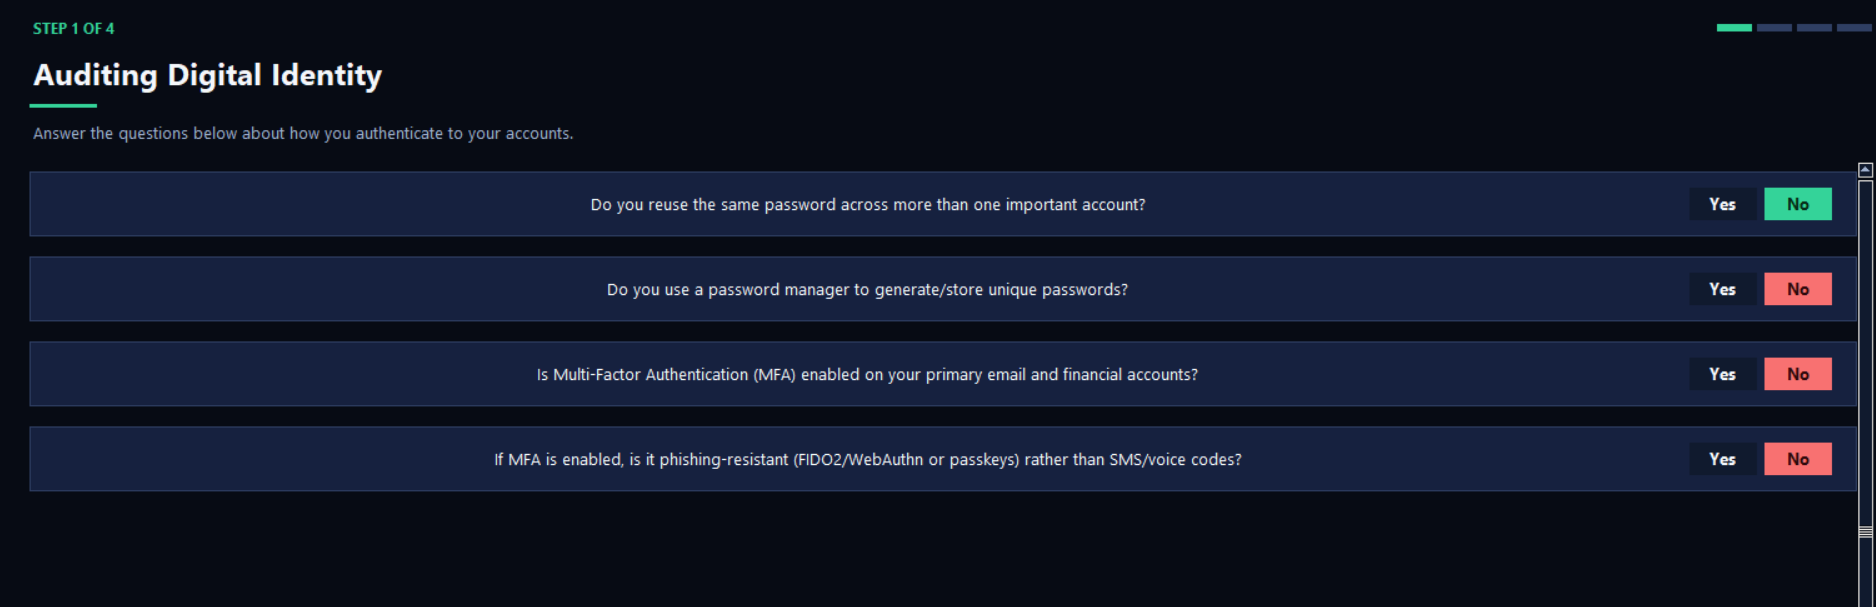 STEP 1 OF 4
Auditing Digital Identity
Answer the questions below about how you authenticate to your accounts.
Do you reuse the same password across more than one important account? Yes No
Do you use a password manager to generate/store unique passwords? Yes No
Is Multi-Factor Authentication (MFA) enabled on your primary email and financial accounts? Yes No
If MFA is enabled, is it phishing-resistant (FIDO2/WebAuthn or passkeys) rather than SMS/voice codes? Yes No